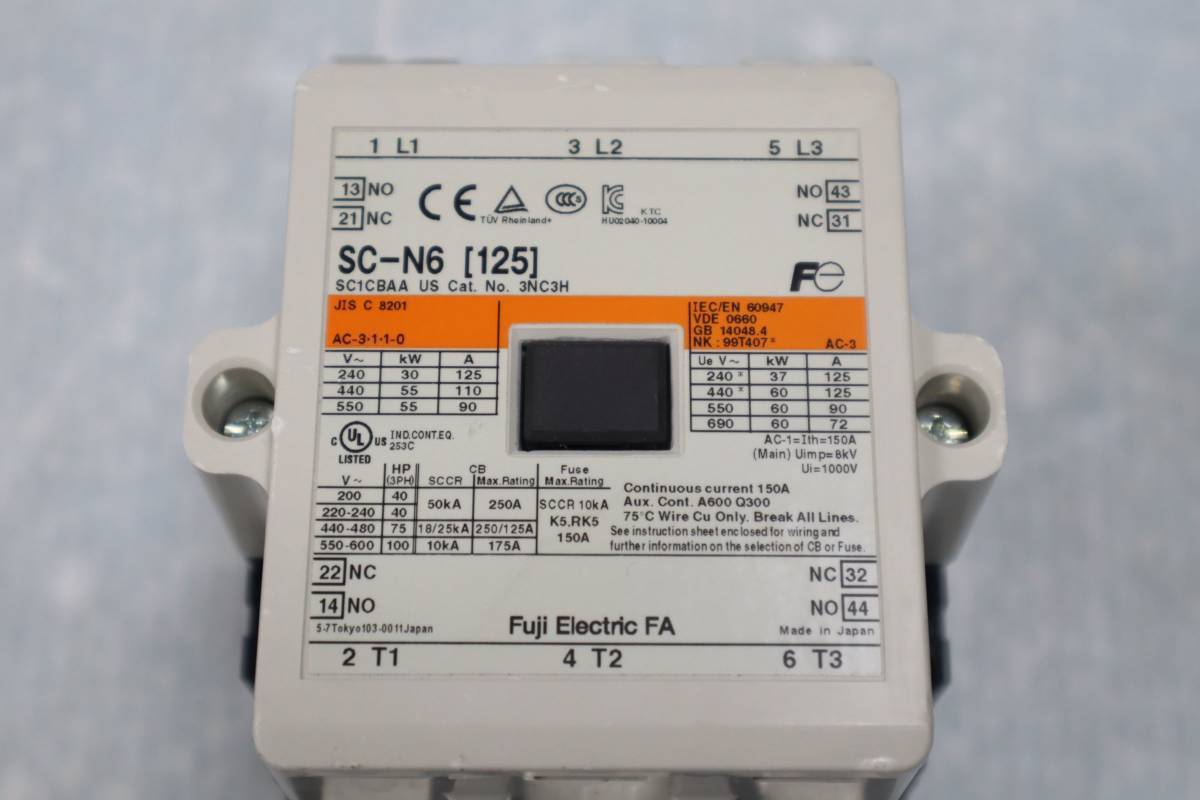 1 L1 3 L2 5 L3
13 NO NO 43
21 NC NC 31
CE TÜV Rheinland CCC S KC KTC
HU02040-10004
SC-N6 [125]
SC1CBAA US Cat. No. 3NC3H
Fe
JIS C 8201
AC-3·1·1-0
IEC/EN 60947
VDE 0660
GB 14048.4
NK : 99T407* AC-3
V~ kW A
240 30 125
440 55 110
550 55 90
Ue V~ kW A
240* 37 125
440* 60 125
550 60 90
690 60 72
AC-1=Ith=150A
(Main) Uimp=8kV
Ui=1000V
C UL US LISTED
IND.CONT.EQ.
253C
V~ HP (3PH) SCCR CB Max.Rating Fuse Max.Rating
200 40 50kA 250A SCCR 10kA
220-240 40 K5,RK5
440-480 75 18/25kA 250/125A 150A
550-600 100 10kA 175A
Continuous current 150A
Aux. Cont. A600 Q300
75°C Wire Cu Only. Break All Lines.
See instruction sheet enclosed for wiring and
further information on the selection of CB or Fuse.
22 NC NC 32
14 NO NO 44
5-7Tokyo103-0011Japan Fuji Electric FA Made in Japan
2 T1 4 T2 6 T3